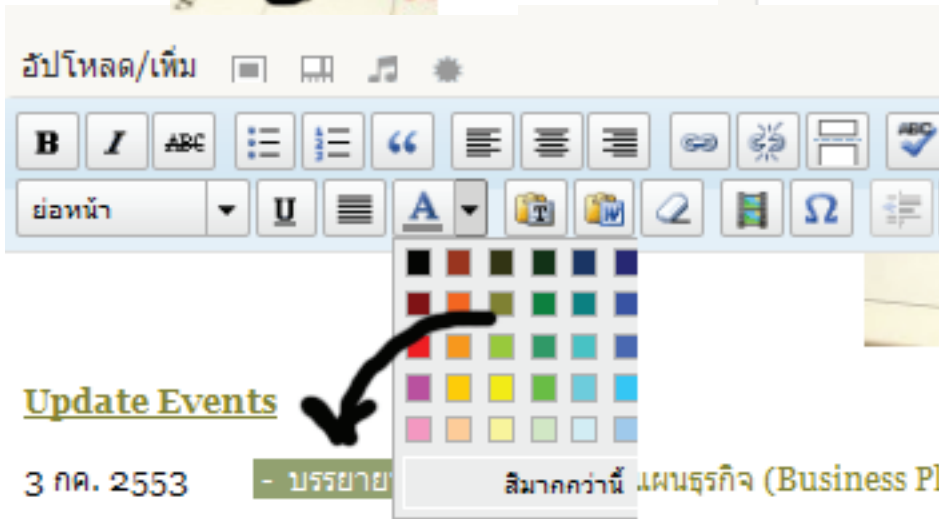 อัปโหลด/เพิ่ม
B I ABC ABC
ย่อหน้า U A T W Ω
Update Events
3 กค. 2553 - บรรยาย แผนธุรกิจ (Business Pl
สีมากกว่านี้